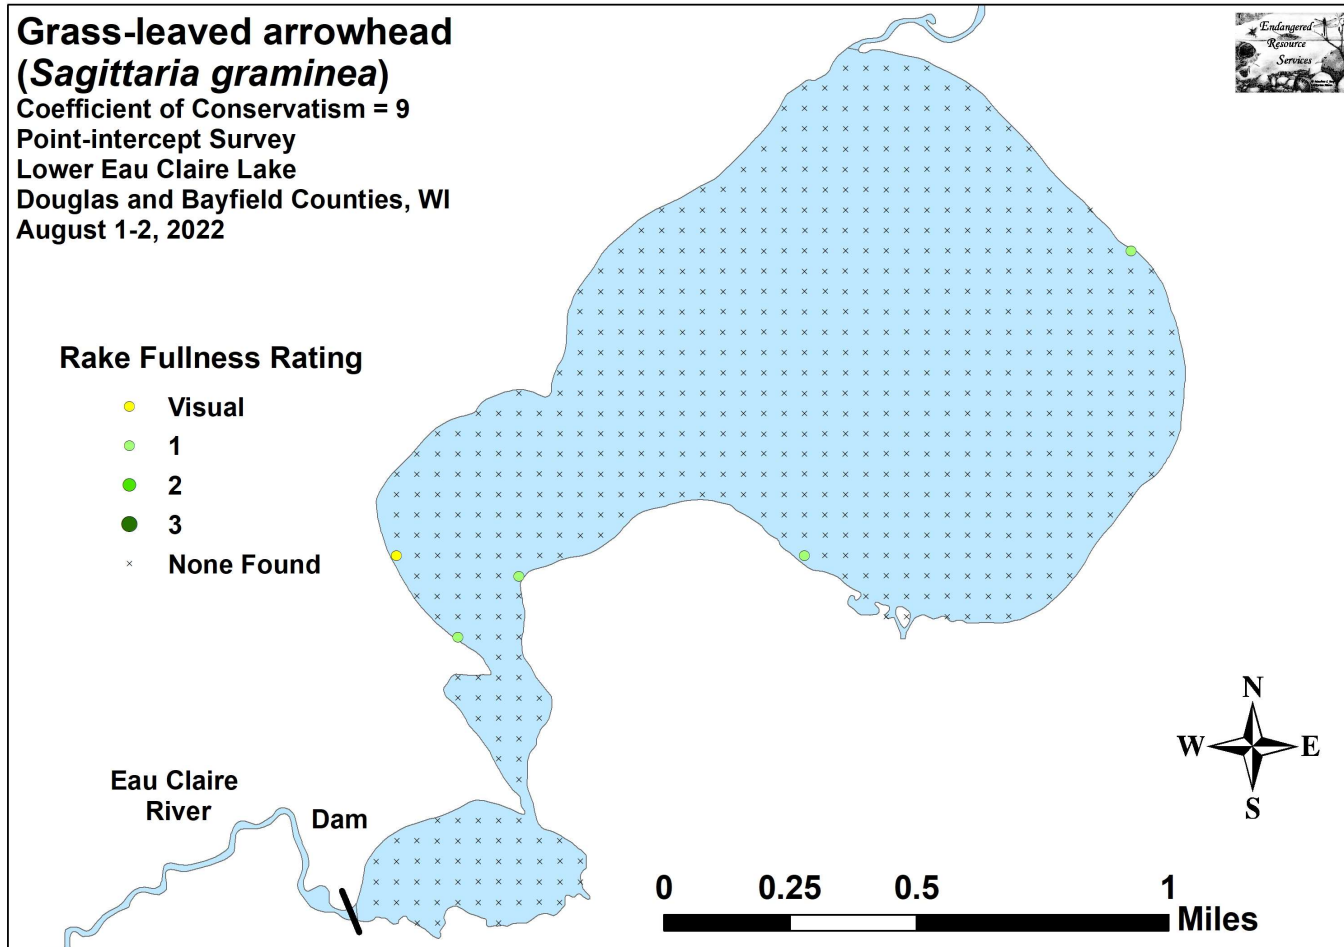 Grass-leaved arrowhead
(Sagittaria graminea)
Coefficient of Conservatism = 9
Point-intercept Survey
Lower Eau Claire Lake
Douglas and Bayfield Counties, WI
August 1-2, 2022
Endangered
Resource
Services
Rake Fullness Rating
Visual
1
2
3
None Found
N
W E
S
Eau Claire
River
Dam
0 0.25 0.5 1
Miles